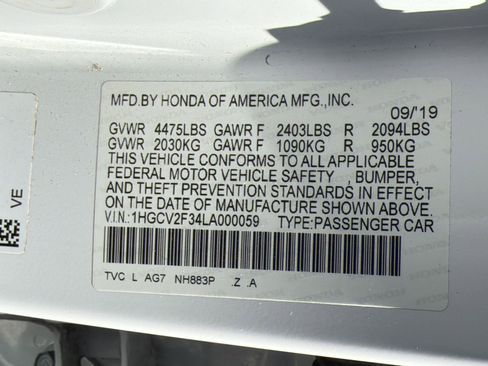 MFD.BY HONDA OF AMERICA MFG.,INC.
09/'19
GVWR 4475LBS GAWR F 2403LBS R 2094LBS
GVWR 2030KG GAWR F 1090KG R 950KG
THIS VEHICLE CONFORMS TO ALL APPLICABLE
FEDERAL MOTOR VEHICLE SAFETY , BUMPER,
AND THEFT PREVENTION STANDARDS IN EFFECT
ON THE DATE OF MANUFACTURE SHOWN ABOVE.
V.I.N.:1HGCV2F34LA000059 TYPE:PASSENGER CAR
TVC L AG7 NH883P .Z .A
VE